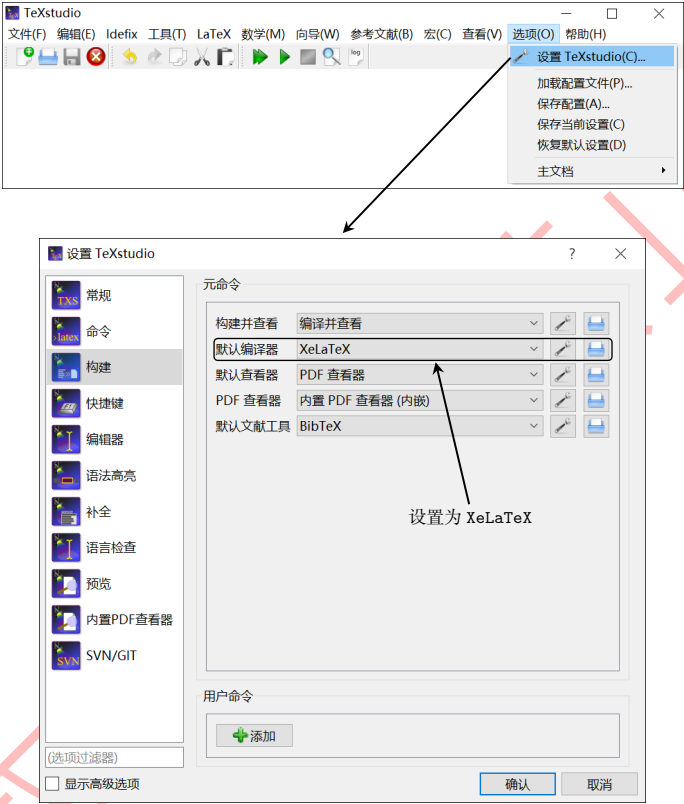 TeXstudio
文件(F) 编辑(E) Idefix 工具(T) LaTeX 数学(M) 向导(W) 参考文献(B) 宏(C) 查看(V) 选项(O) 帮助(H)
log
设置 TeXstudio(C)...
加载配置文件(P)...
保存配置(A)...
保存当前设置(C)
恢复默认设置(D)
主文档
设置 TeXstudio
?
TXS 常规
>latex 命令
构建
快捷键
编辑器
语法高亮
补全
语言检查
预览
内置PDF查看器
SVN SVN/GIT
(选项过滤器)
显示高级选项
元命令
构建并查看 编译并查看
默认编译器 XeLaTeX
默认查看器 PDF 查看器
PDF 查看器 内置 PDF 查看器 (内嵌)
默认文献工具 BibTeX
设置为 XeLaTeX
用户命令
添加
确认 取消